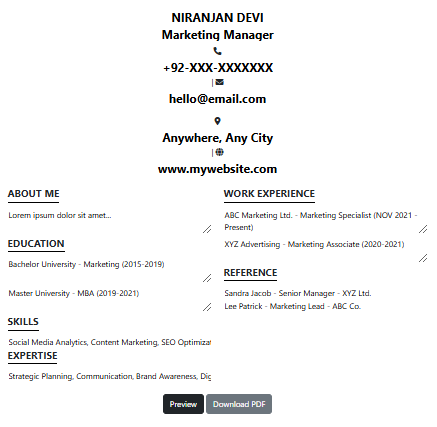 NIRANJAN DEVI
Marketing Manager
+92-XXX-XXXXXXX
|
hello@email.com
Anywhere, Any City
|
www.mywebsite.com
ABOUT ME
Lorem ipsum dolor sit amet...
EDUCATION
Bachelor University - Marketing (2015-2019)
Master University - MBA (2019-2021)
SKILLS
Social Media Analytics, Content Marketing, SEO Optimizat
EXPERTISE
Strategic Planning, Communication, Brand Awareness, Dig
WORK EXPERIENCE
ABC Marketing Ltd. - Marketing Specialist (NOV 2021 -
Present)
XYZ Advertising - Marketing Associate (2020-2021)
REFERENCE
Sandra Jacob - Senior Manager - XYZ Ltd.
Lee Patrick - Marketing Lead - ABC Co.
Preview
Download PDF